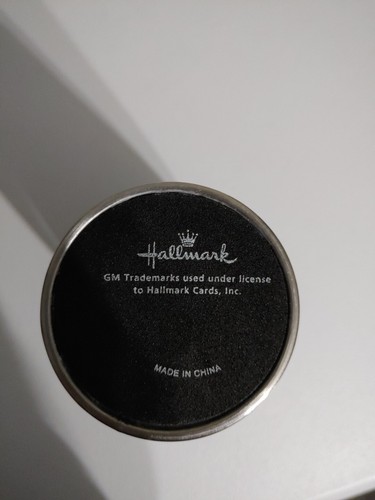 Hallmark
GM Trademarks used under license
to Hallmark Cards, Inc.
MADE IN CHINA